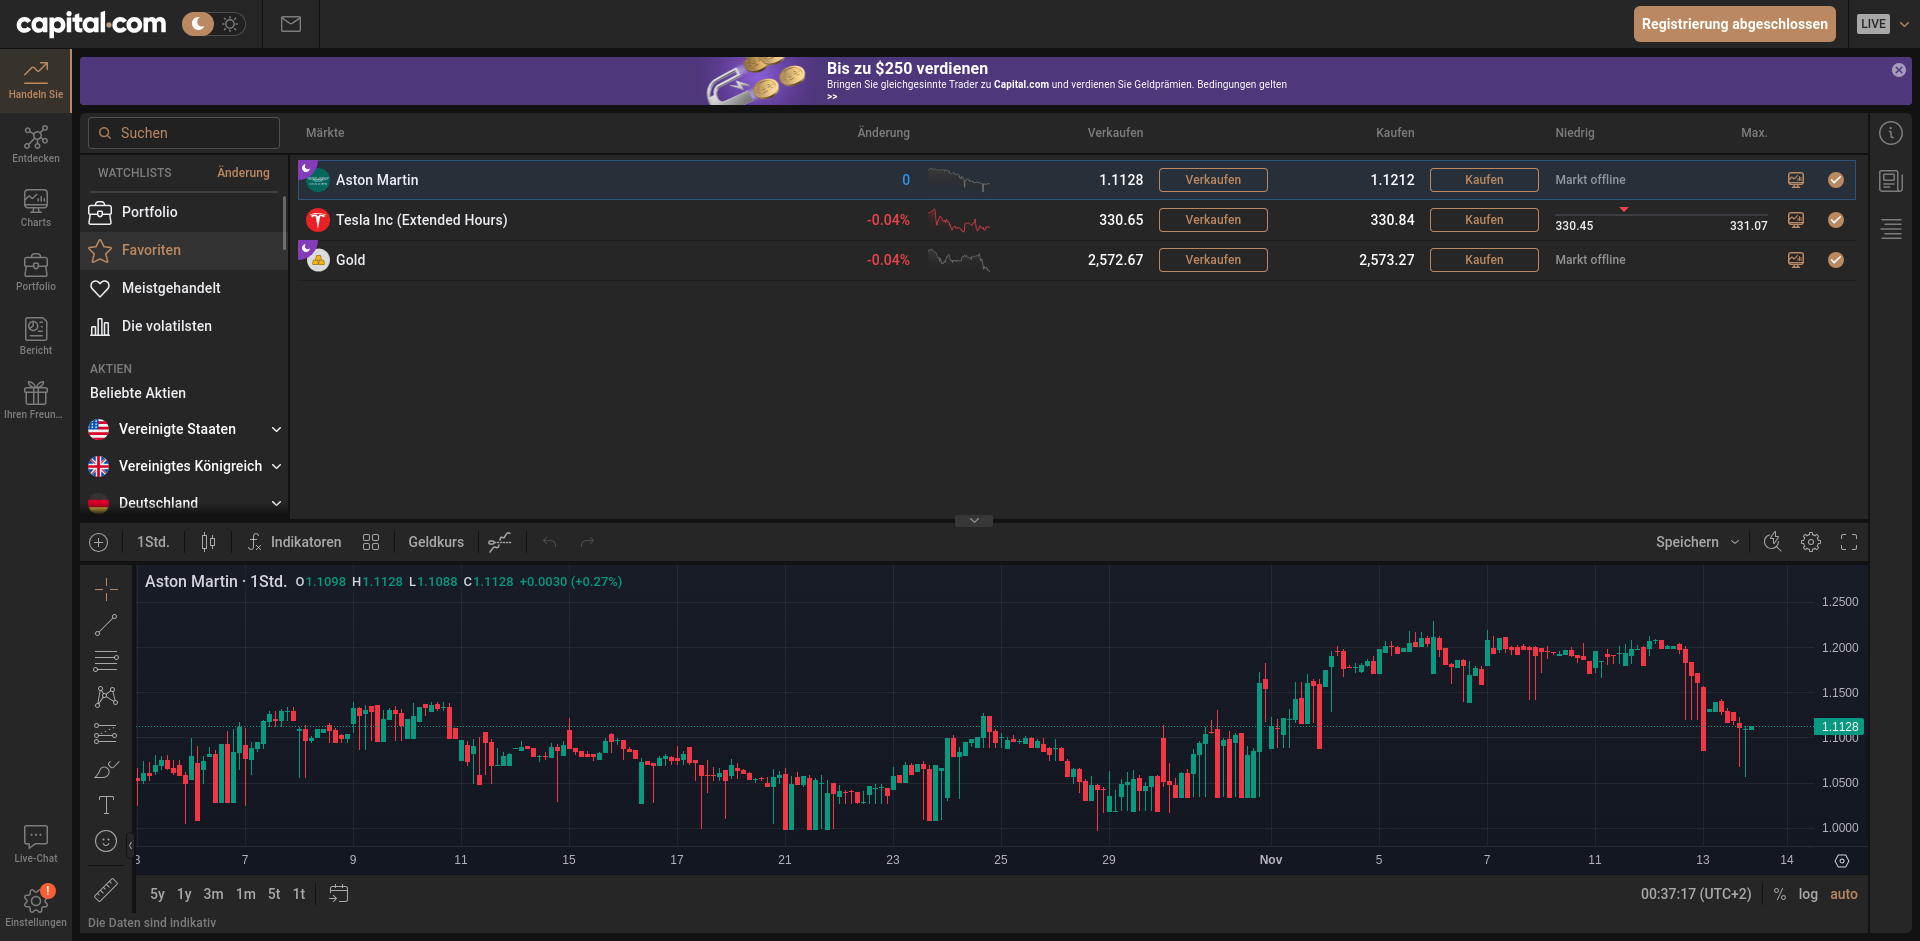 capital.com
Registrierung abgeschlossen
LIVE
Handeln Sie
Entdecken
Charts
Portfolio
Bericht
Ihren Freun...
Live-Chat
Einstellungen
Bis zu $250 verdienen
Bringen Sie gleichgesinnte Trader zu Capital.com und verdienen Sie Geldprämien. Bedingungen gelten
>>
Suchen
Märkte Änderung Verkaufen Kaufen Niedrig Max.
WATCHLISTS Änderung
Portfolio
Favoriten
Meistgehandelt
Die volatilsten
AKTIEN
Beliebte Aktien
Vereinigte Staaten
Vereinigtes Königreich
Deutschland
Aston Martin 0 1.1128 Verkaufen 1.1212 Kaufen Markt offline
Tesla Inc (Extended Hours) -0.04% 330.65 Verkaufen 330.84 Kaufen 330.45 331.07
Gold -0.04% 2,572.67 Verkaufen 2,573.27 Kaufen Markt offline
1Std. Indikatoren Geldkurs Speichern
Aston Martin · 1Std. O1.1098 H1.1128 L1.1088 C1.1128 +0.0030 (+0.27%)
1.2500
1.2000
1.1500
1.1128
1.1000
1.0500
1.0000
3 7 9 11 15 17 21 23 25 29 Nov 5 7 11 13 14
5y 1y 3m 1m 5t 1t 00:37:17 (UTC+2) % log auto
Die Daten sind indikativ